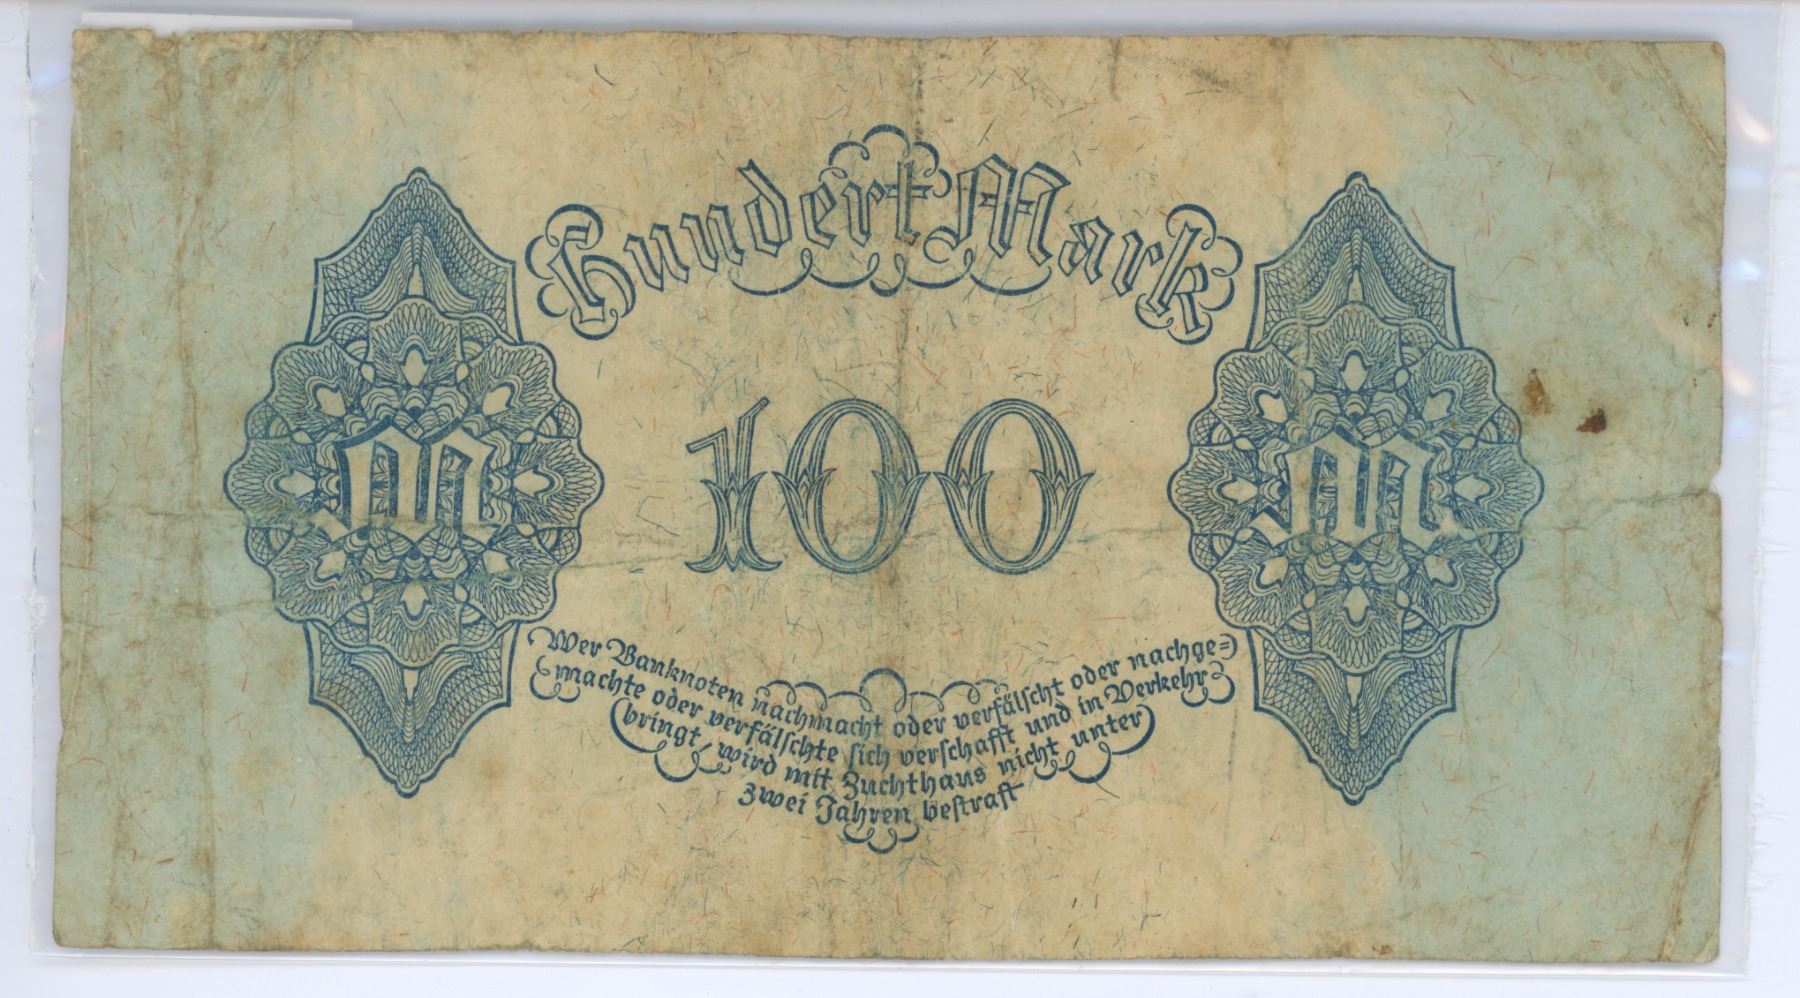 Hundert Mark
M
100
M
Wer Banknoten nachmacht oder verfälscht oder nachge=
machte oder verfälschte sich verschafft und in Verkehr
bringt, wird mit Zuchthaus nicht unter
zwei Jahren bestraft